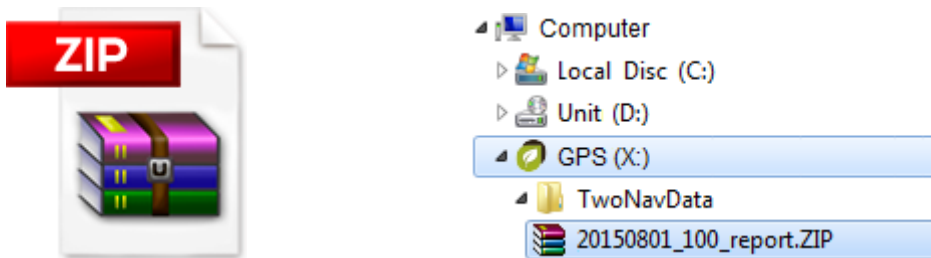 ZIP
Computer
Local Disc (C:)
Unit (D:)
GPS (X:)
TwoNavData
20150801_100_report.ZIP